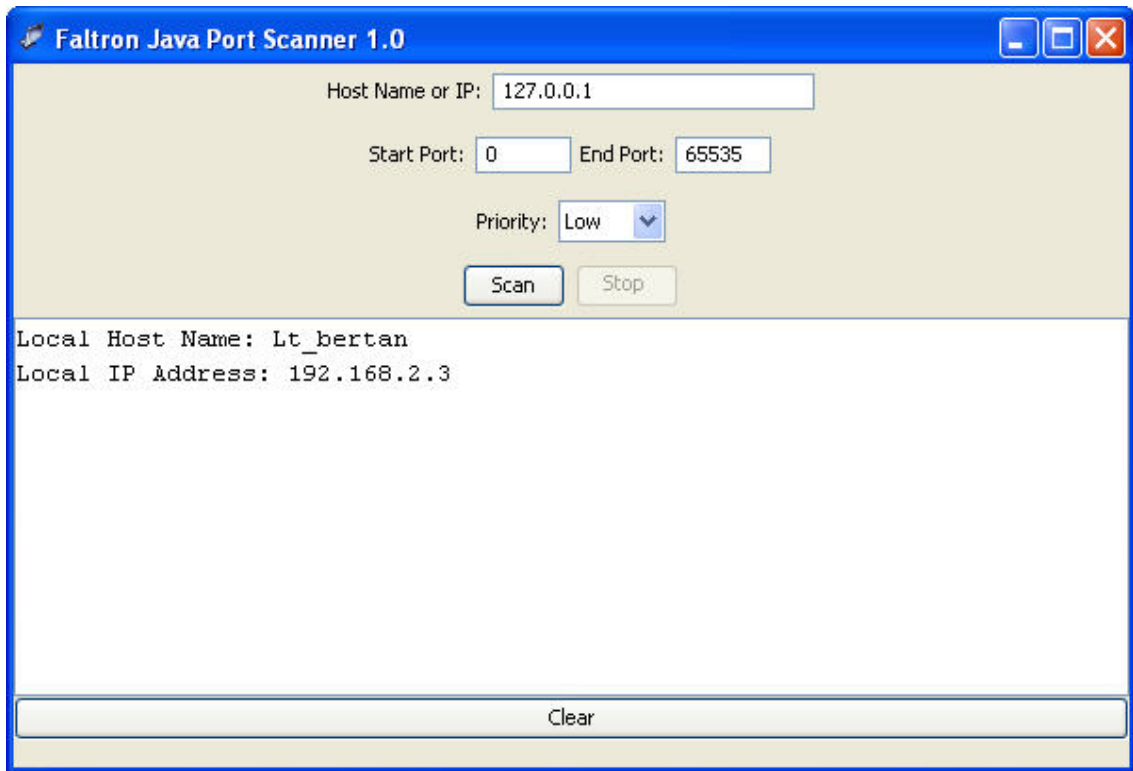 Faltron Java Port Scanner 1.0
Host Name or IP: 127.0.0.1
Start Port: 0 End Port: 65535
Priority: Low
Scan Stop
Local Host Name: Lt_bertan
Local IP Address: 192.168.2.3
Clear